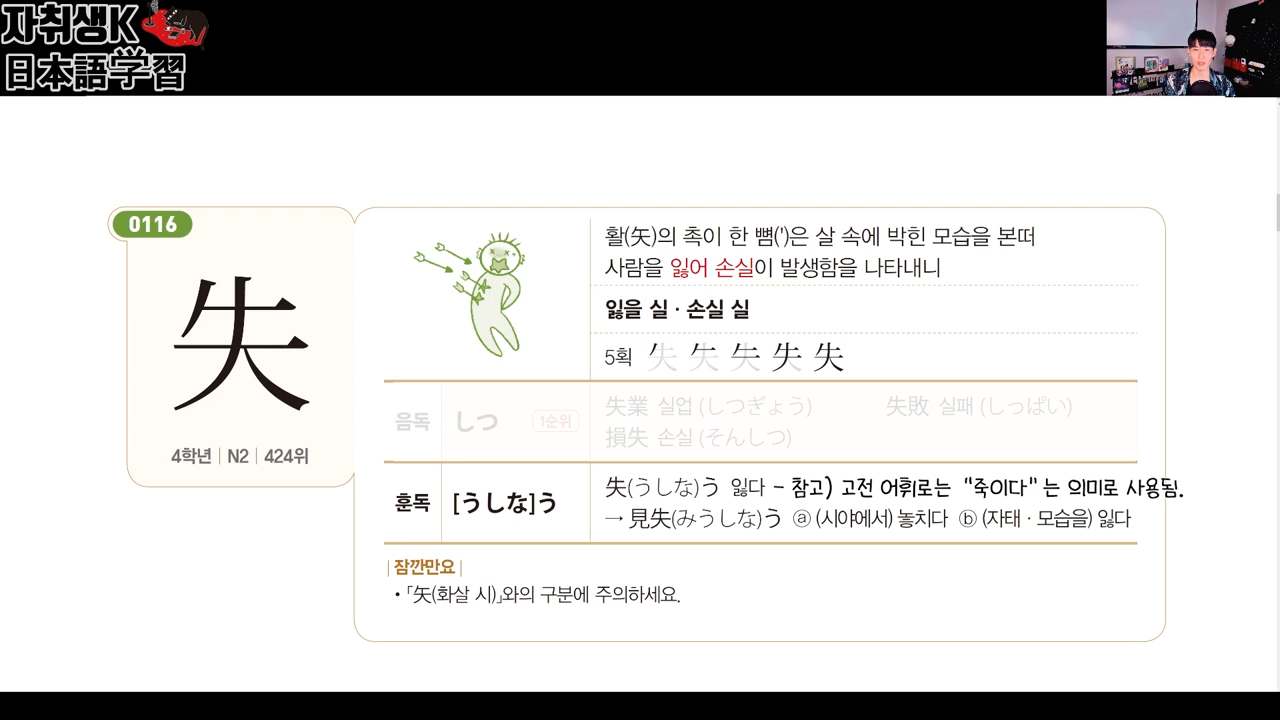 자취생K
日本語学習
0116
失
4학년 | N2 | 424위
활(矢)의 촉이 한 뼘(')은 살 속에 박힌 모습을 본떠
사람을 잃어 손실이 발생함을 나타내니
잃을 실 · 손실 실
5획 失 失 失 失 失
음독 しつ 1순위
失業 실업 (しつぎょう) 失敗 실패 (しっぱい)
損失 손실 (そんしつ)
훈독 [うしな]う
失(うしな)う 잃다 - 참고) 고전 어휘로는 "죽이다"는 의미로 사용됨.
→ 見失(みうしな)う ⓐ (시야에서) 놓치다 ⓑ (자태 · 모습을) 잃다
| 잠깐만요 |
• 「矢(화살 시)」와의 구분에 주의하세요.